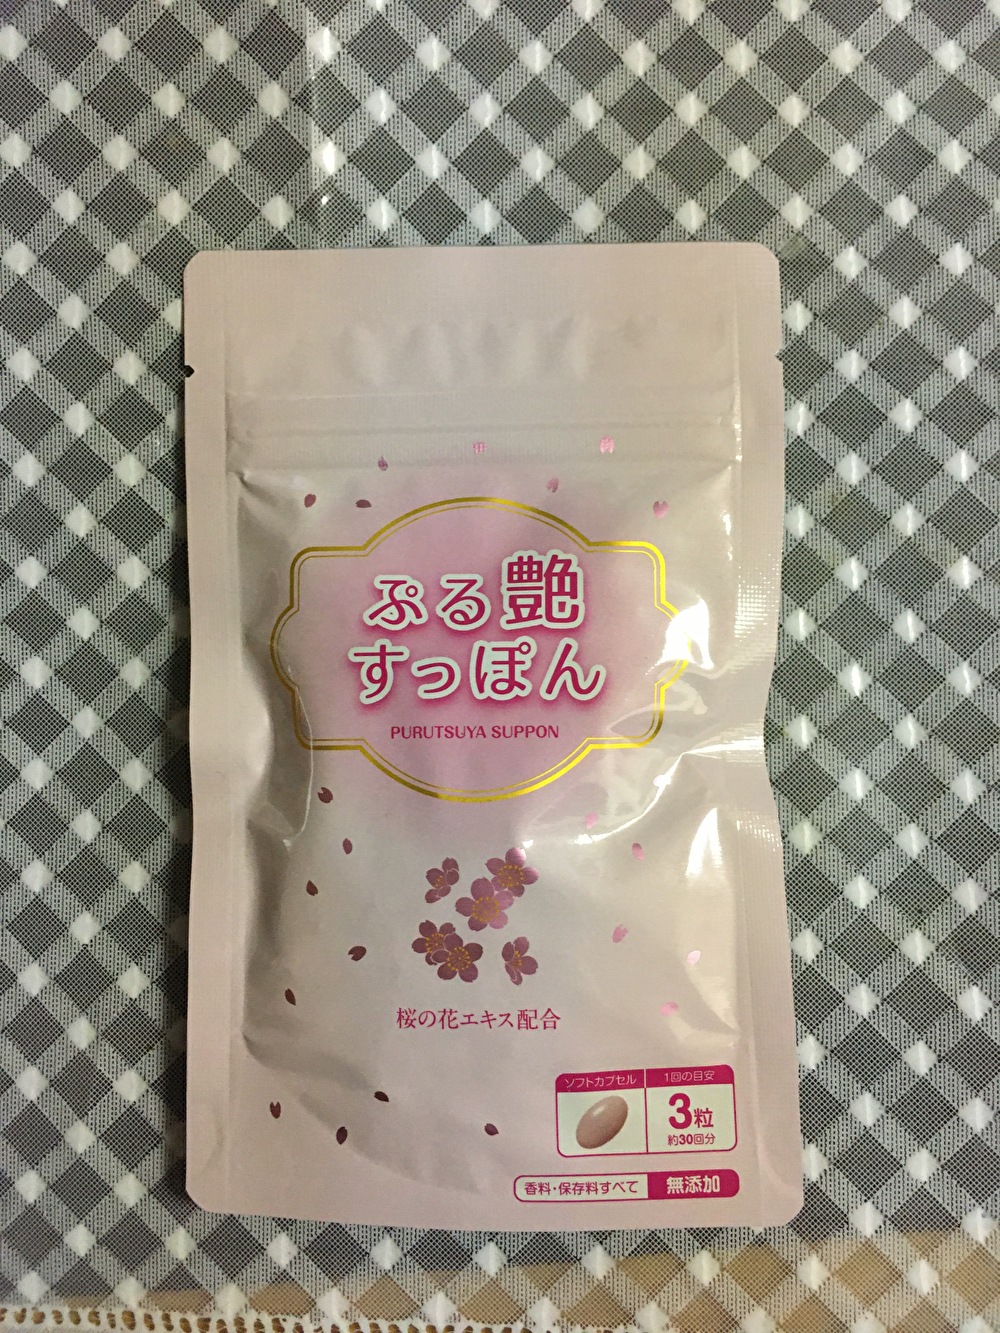 ぷる艶
すっぽん
PURUTSUYA SUPPON
桜の花エキス配合
ソフトカプセル
1回の目安
3粒
約30回分
香料・保存料すべて 無添加